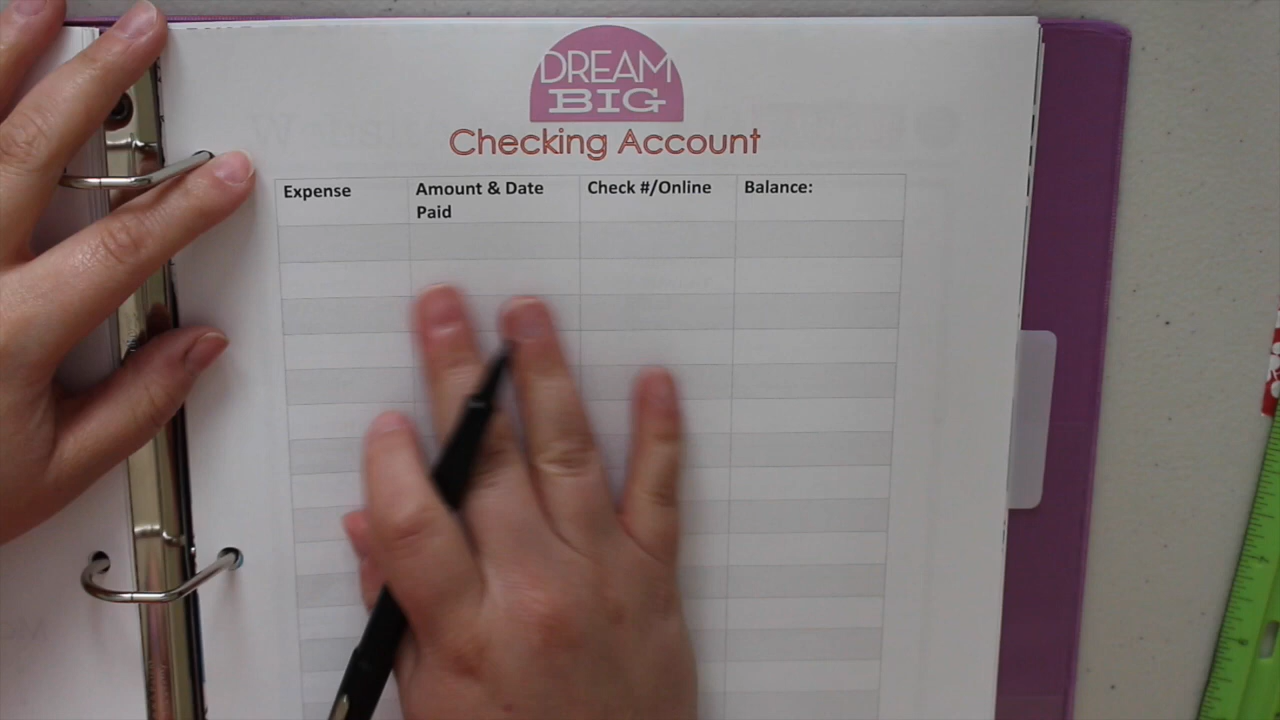 DREAM
BIG
Checking Account
Expense
Amount & Date
Paid
Check #/Online
Balance: